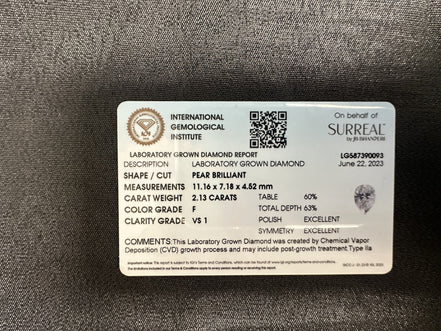 INTERNATIONAL
GEMOLOGICAL
INSTITUTE
On behalf of
SURREAL
by JB BHANDERI
LABORATORY GROWN DIAMOND REPORT
LG587390093
DESCRIPTION LABORATORY GROWN DIAMOND
June 22, 2023
SHAPE / CUT PEAR BRILLIANT
MEASUREMENTS 11.16 x 7.18 x 4.52 mm
CARAT WEIGHT 2.13 CARATS
COLOR GRADE F
CLARITY GRADE VS 1
TABLE 60%
TOTAL DEPTH 63%
POLISH EXCELLENT
SYMMETRY EXCELLENT
COMMENTS: This Laboratory Grown Diamond was created by Chemical Vapor
Deposition (CVD) growth process and may include post-growth treatment Type IIa